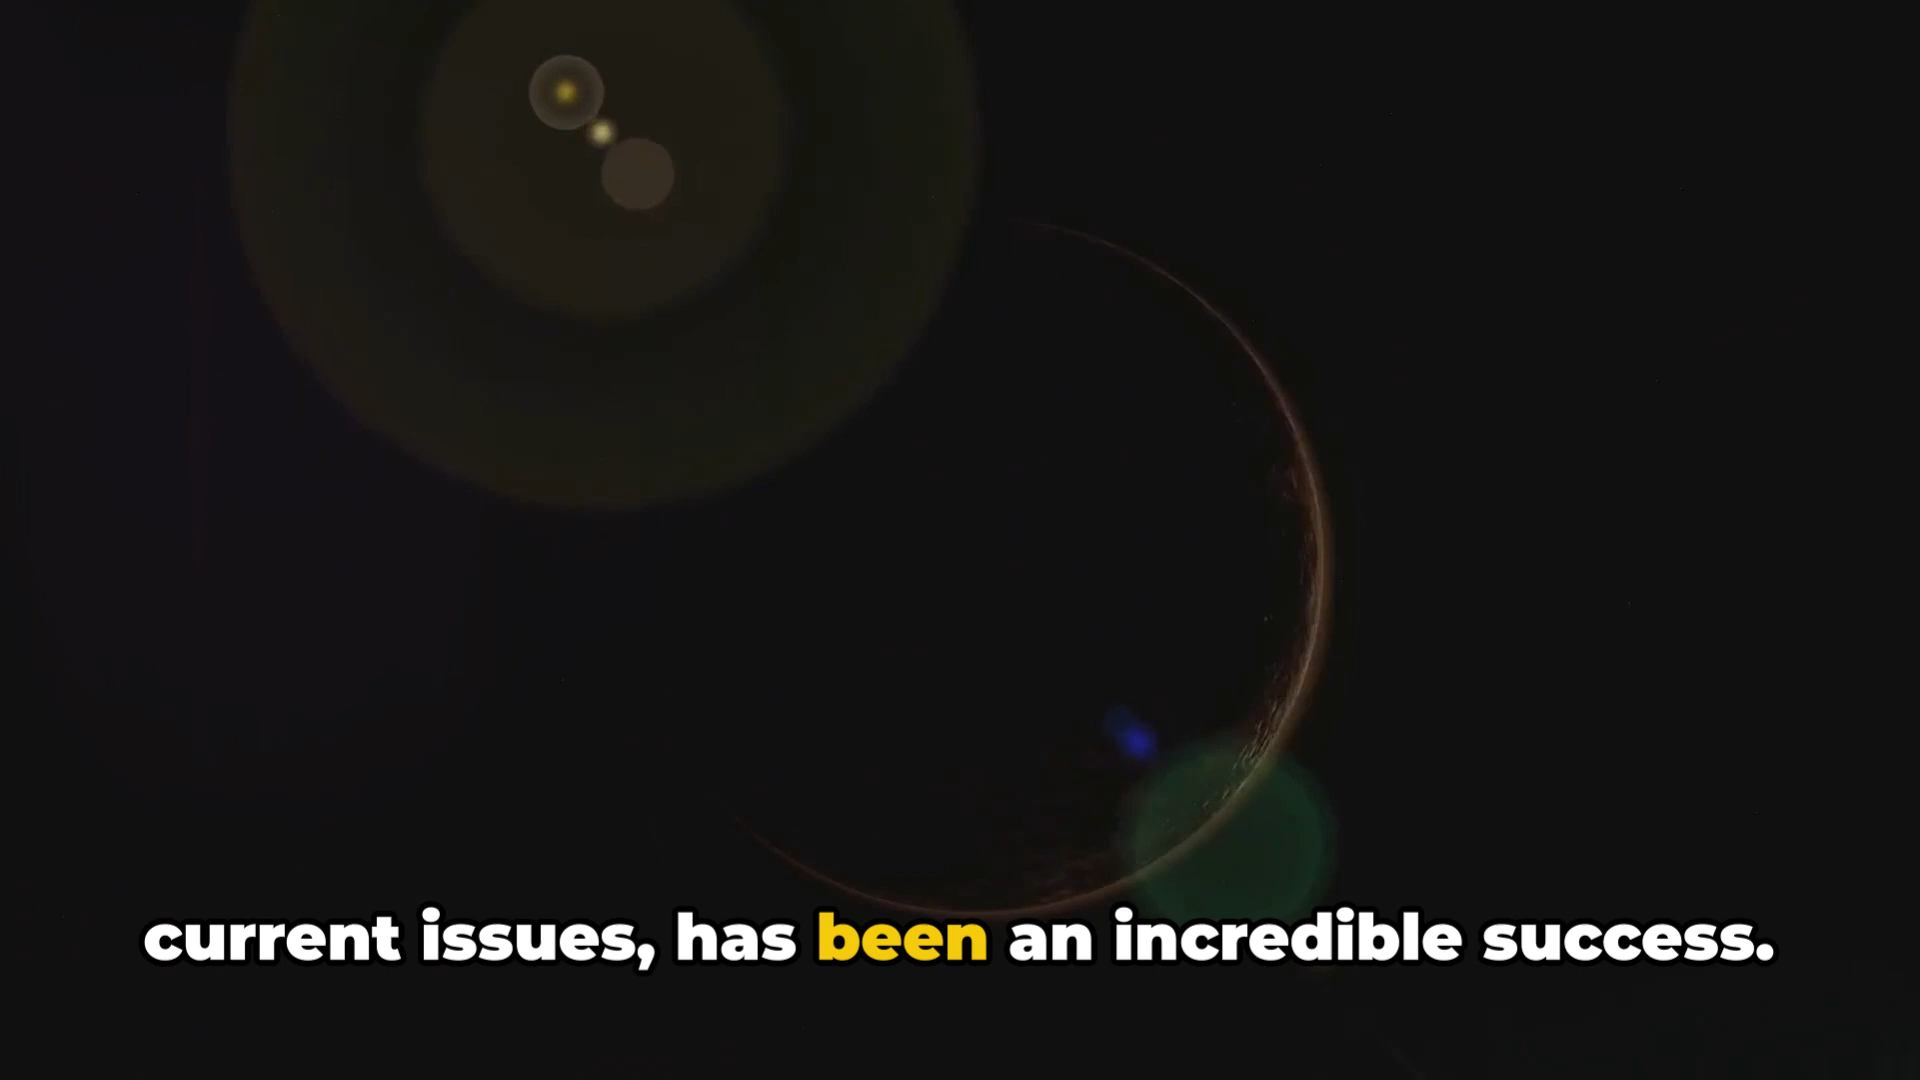 current issues, has been an incredible success.